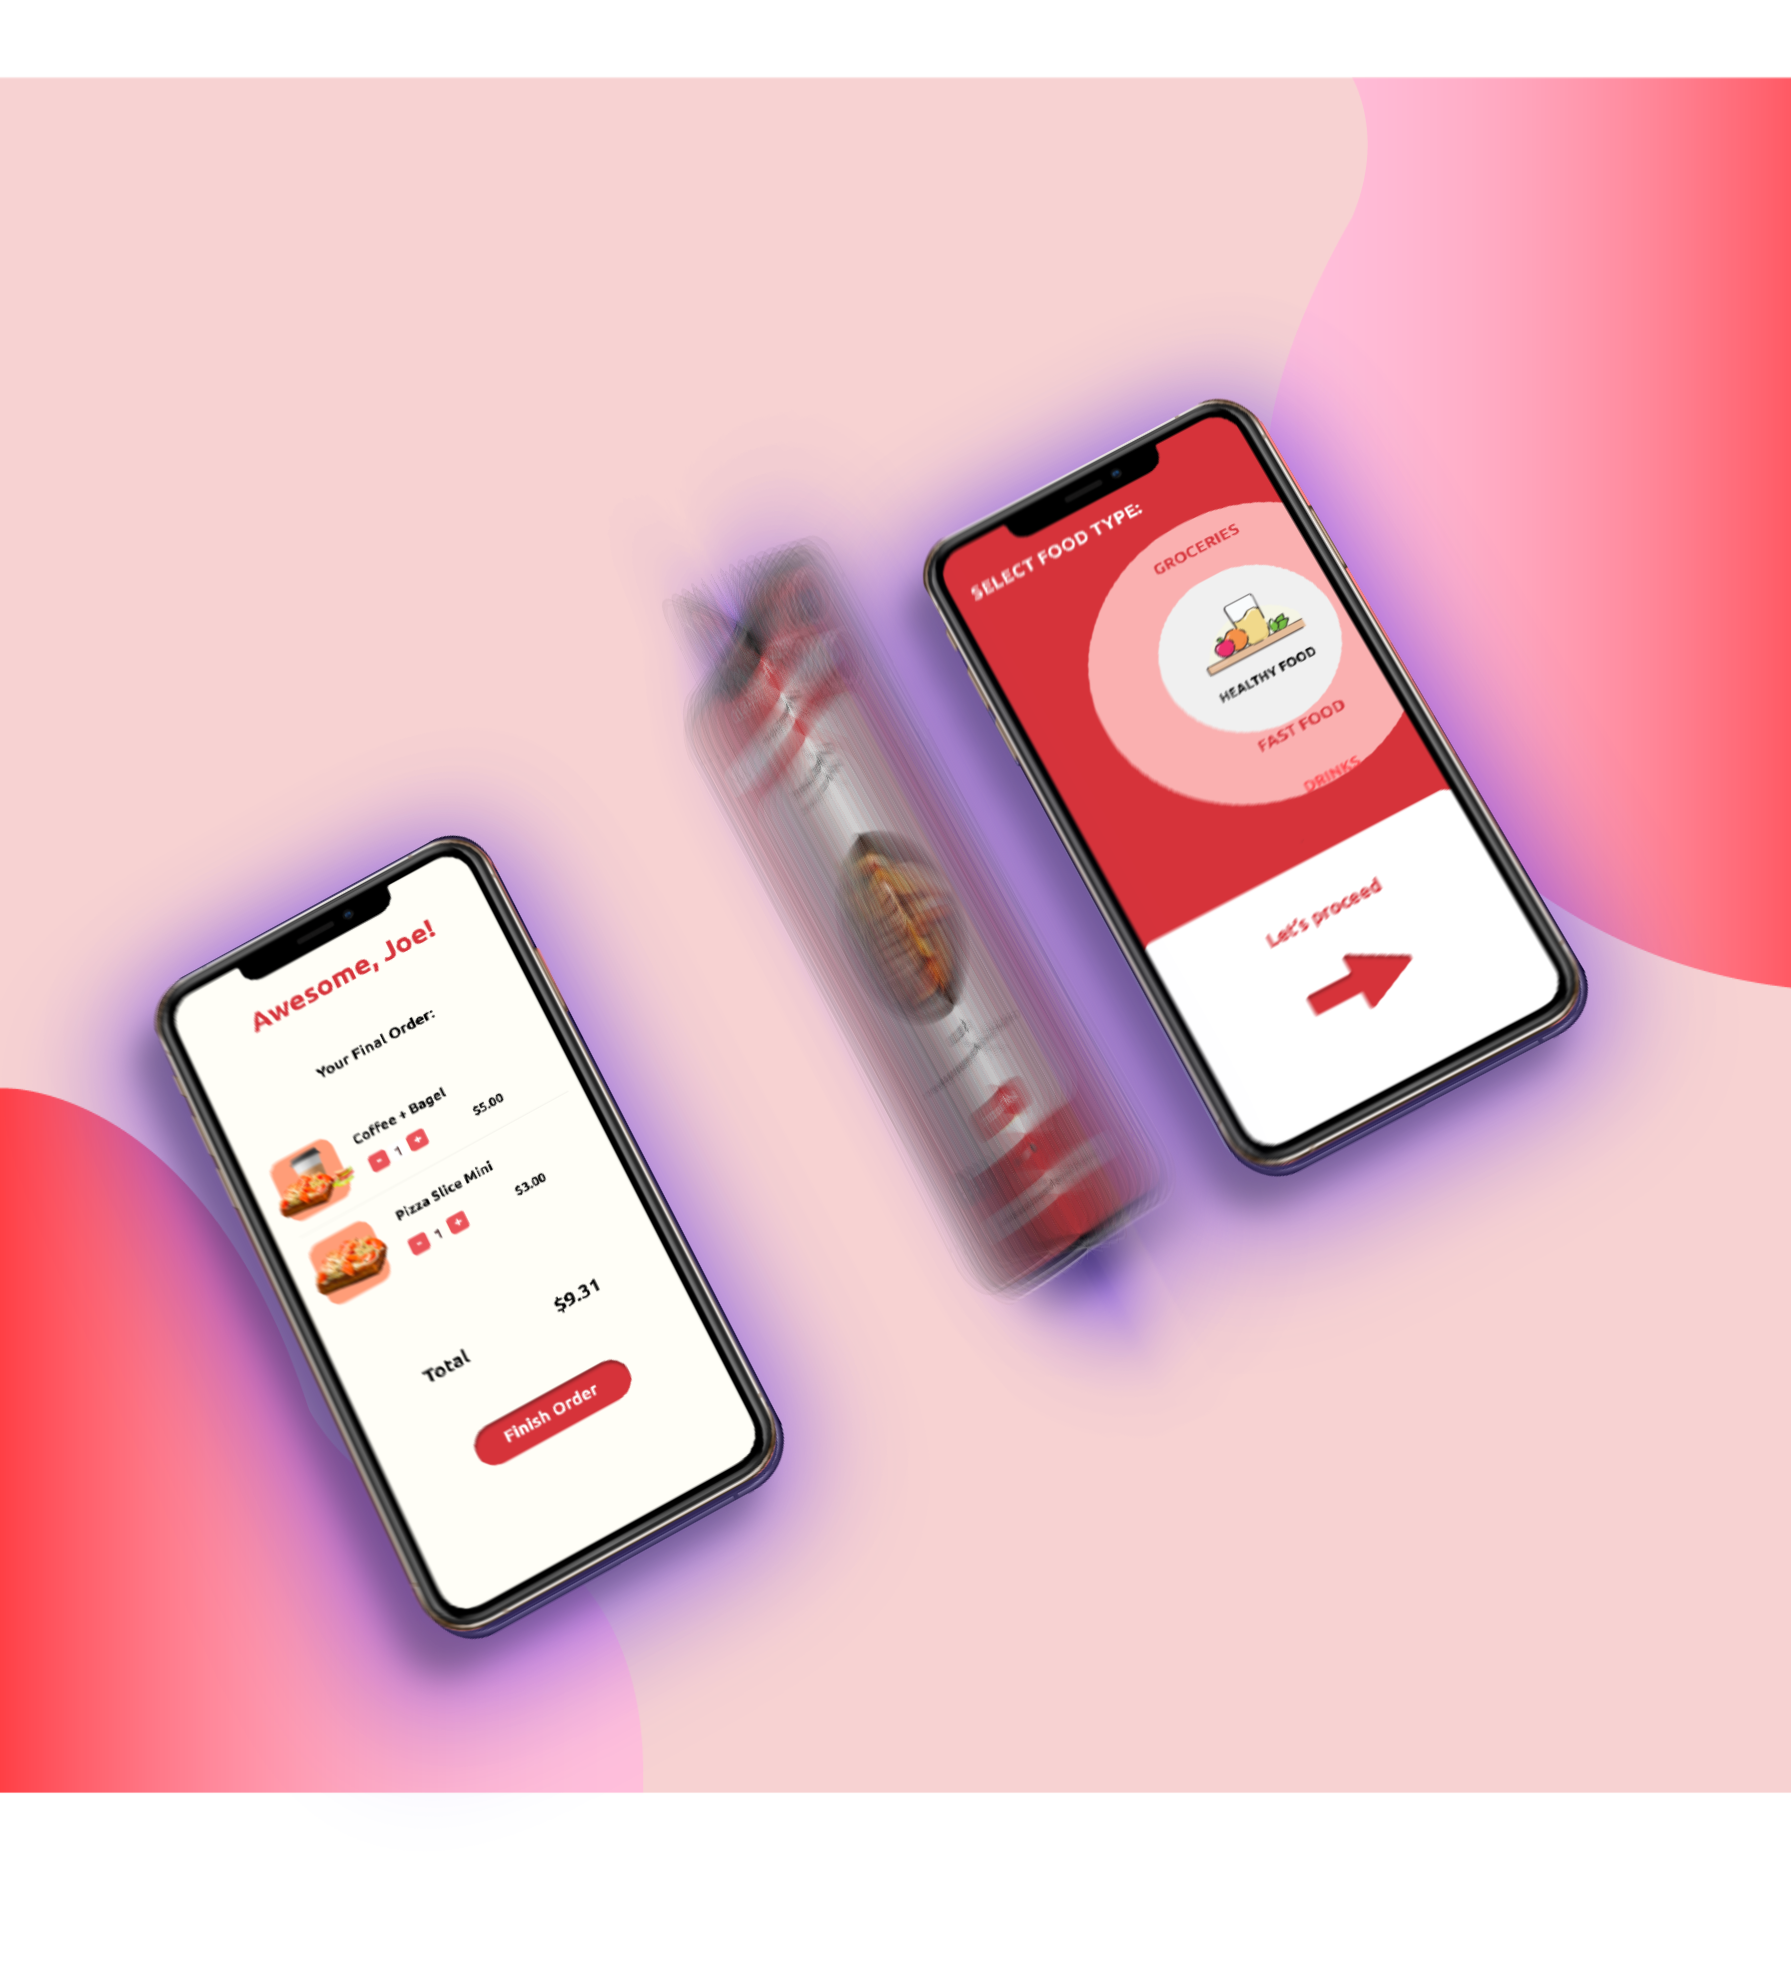 Awesome, Joe!
Your Final Order:
Coffee + Bagel
$5.00
- 1 +
Pizza Slice Mini
$3.00
- 1 +
$9.31
Total
Finish Order
SELECT FOOD TYPE:
GROCERIES
HEALTHY FOOD
FAST FOOD
DRINKS
Let's proceed